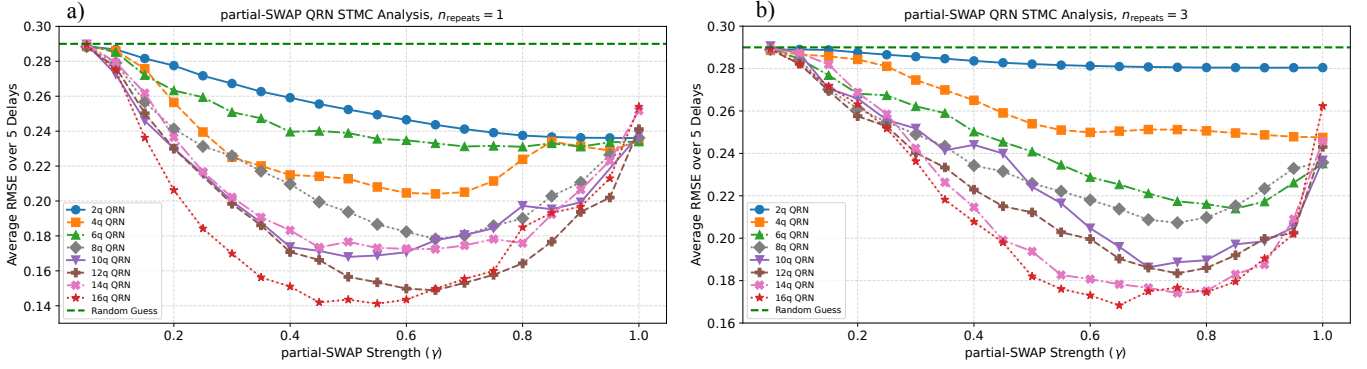 a)
partial-SWAP QRN STMC Analysis, n_repeats = 1
Average RMSE over 5 Delays
0.30
0.28
0.26
0.24
0.22
0.20
0.18
0.16
0.14
2q QRN
4q QRN
6q QRN
8q QRN
10q QRN
12q QRN
14q QRN
16q QRN
Random Guess
0.2 0.4 0.6 0.8 1.0
partial-SWAP Strength (γ)
b)
partial-SWAP QRN STMC Analysis, n_repeats = 3
Average RMSE over 5 Delays
0.30
0.28
0.26
0.24
0.22
0.20
0.18
0.16
2q QRN
4q QRN
6q QRN
8q QRN
10q QRN
12q QRN
14q QRN
16q QRN
Random Guess
0.2 0.4 0.6 0.8 1.0
partial-SWAP Strength (γ)